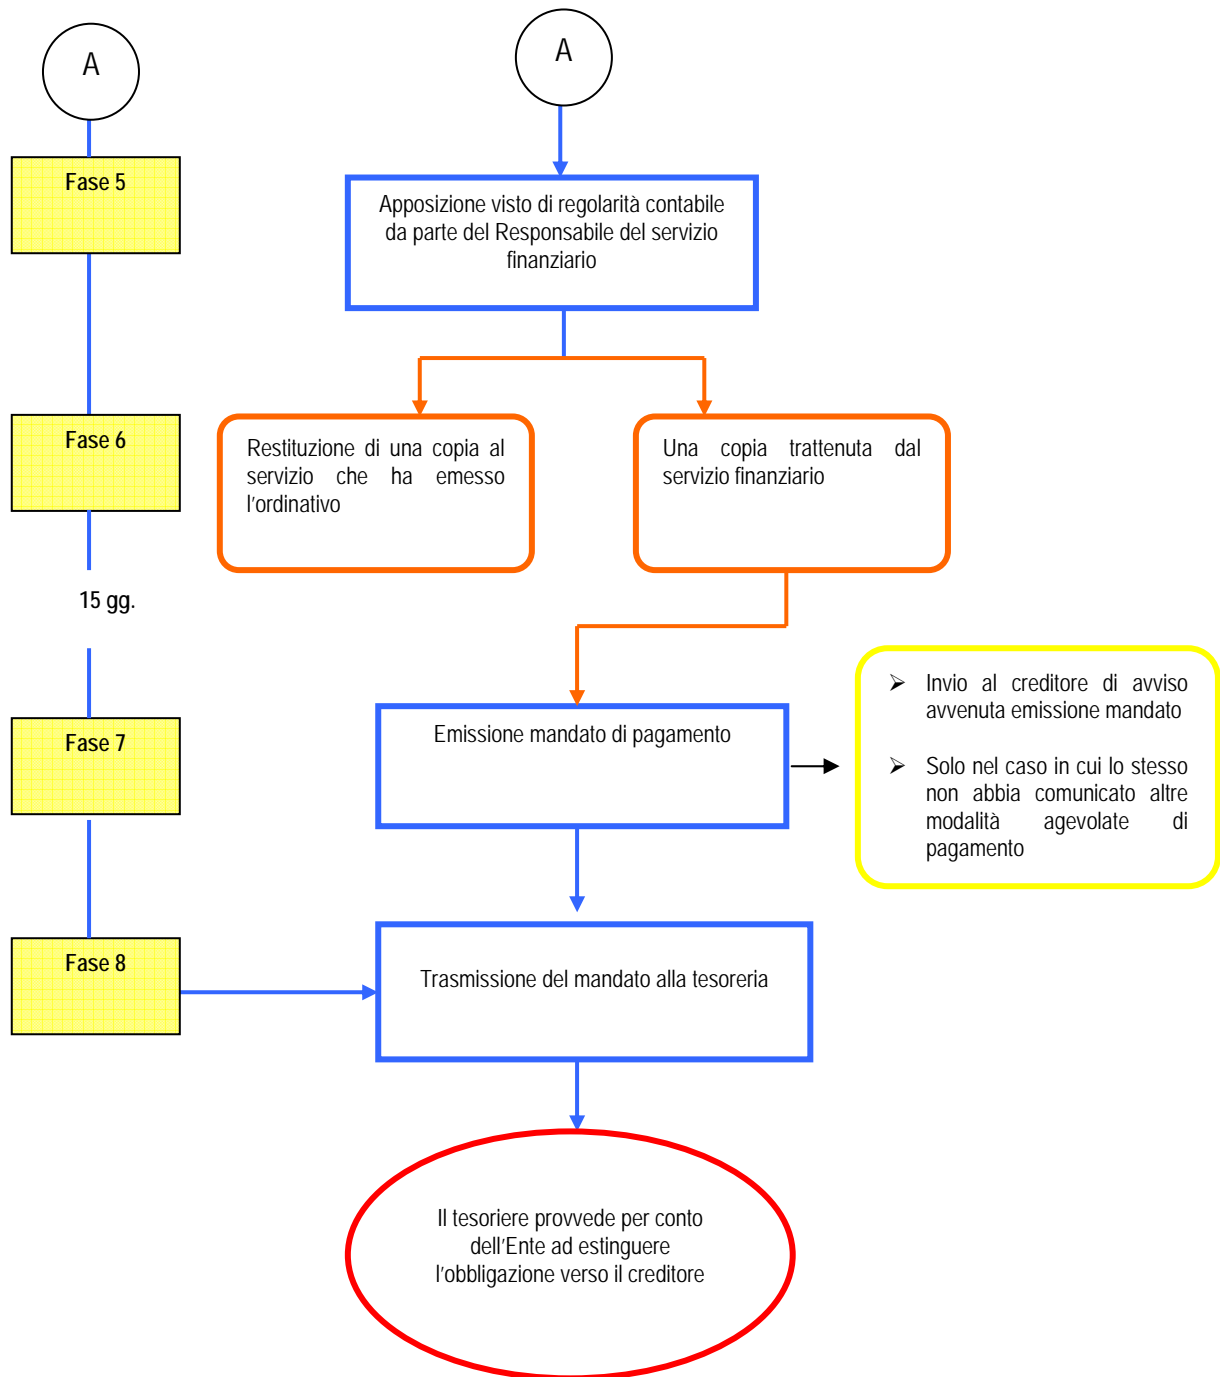 A
A
Fase 5
Apposizione visto di regolarità contabile
da parte del Responsabile del servizio
finanziario
Fase 6
Restituzione di una copia al
servizio che ha emesso
l'ordinativo
Una copia trattenuta dal
servizio finanziario
15 gg.
Fase 7
Emissione mandato di pagamento
➢ Invio al creditore di avviso
avvenuta emissione mandato
➢ Solo nel caso in cui lo stesso
non abbia comunicato altre
modalità agevolate di
pagamento
Fase 8
Trasmissione del mandato alla tesoreria
Il tesoriere provvede per conto
dell'Ente ad estinguere
l'obbligazione verso il creditore